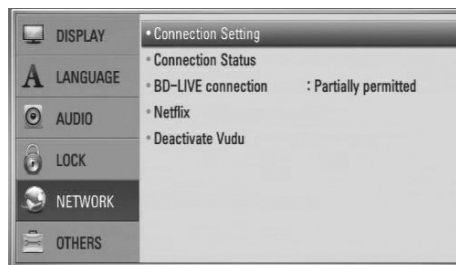 DISPLAY
LANGUAGE
AUDIO
LOCK
NETWORK
OTHERS
• Connection Setting
• Connection Status
• BD-LIVE connection : Partially permitted
• Netflix
• Deactivate Vudu